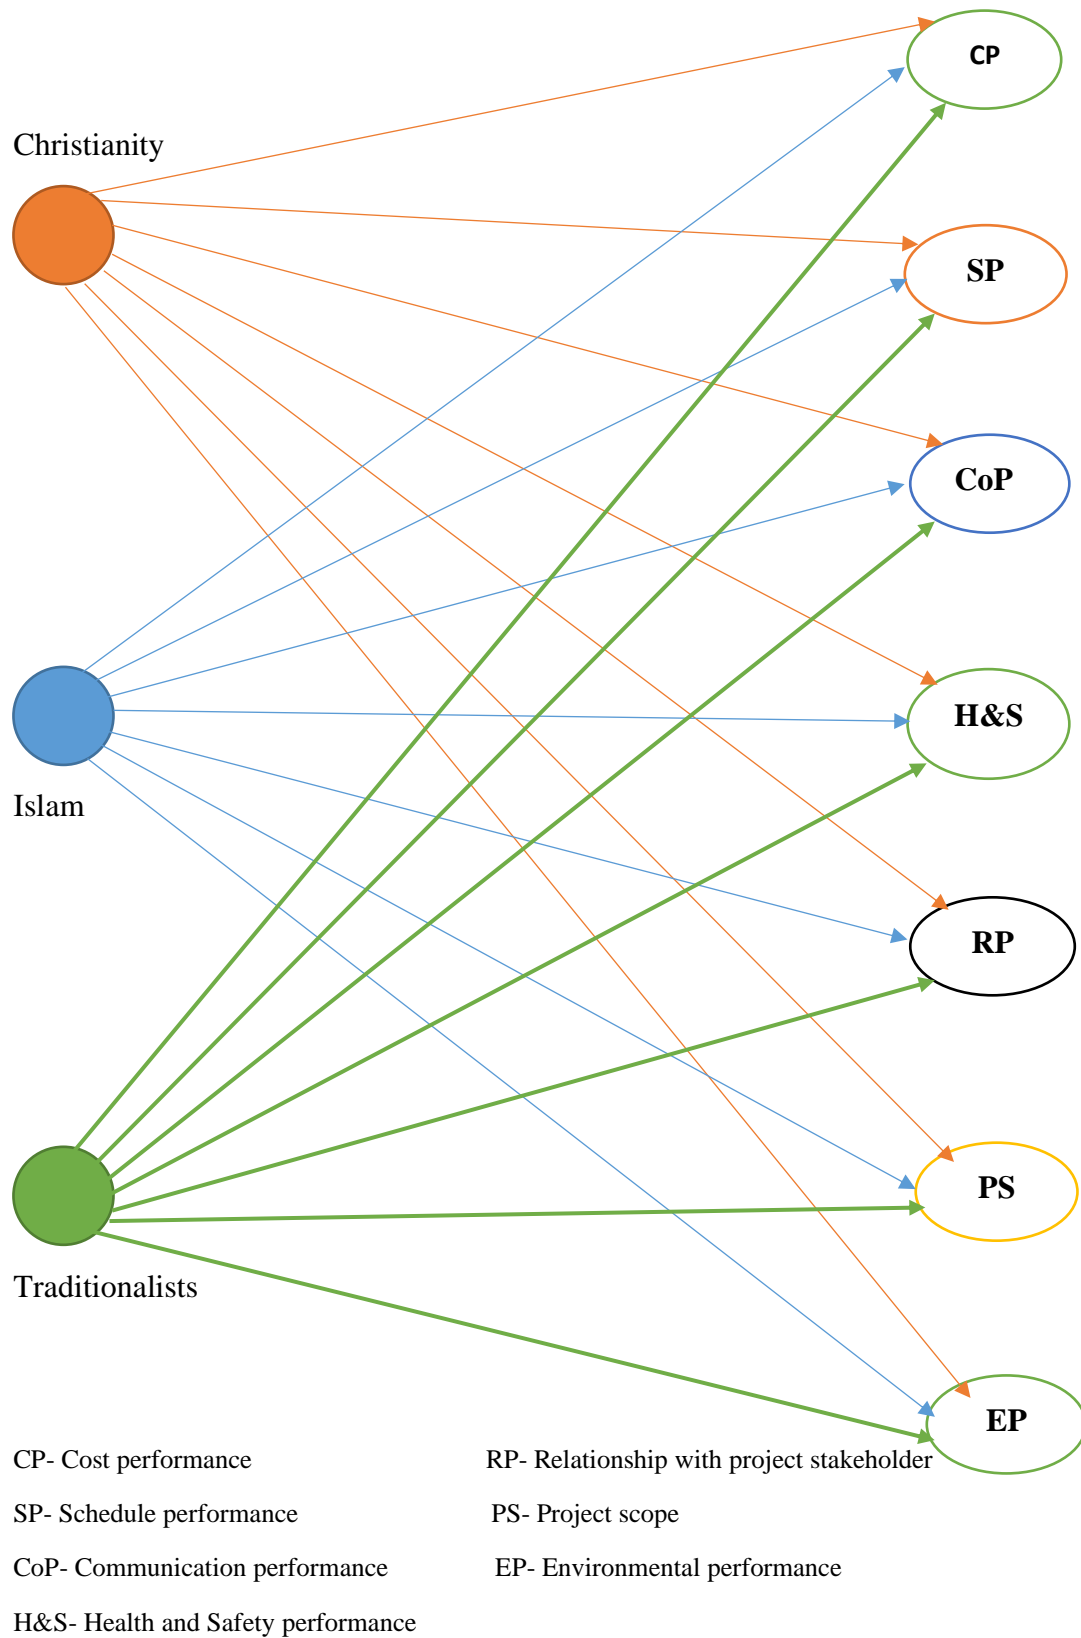 CP
Christianity
SP
CoP
H&S
Islam
RP
PS
Traditionalists
EP
CP- Cost performance RP- Relationship with project stakeholder
SP- Schedule performance PS- Project scope
CoP- Communication performance EP- Environmental performance
H&S- Health and Safety performance